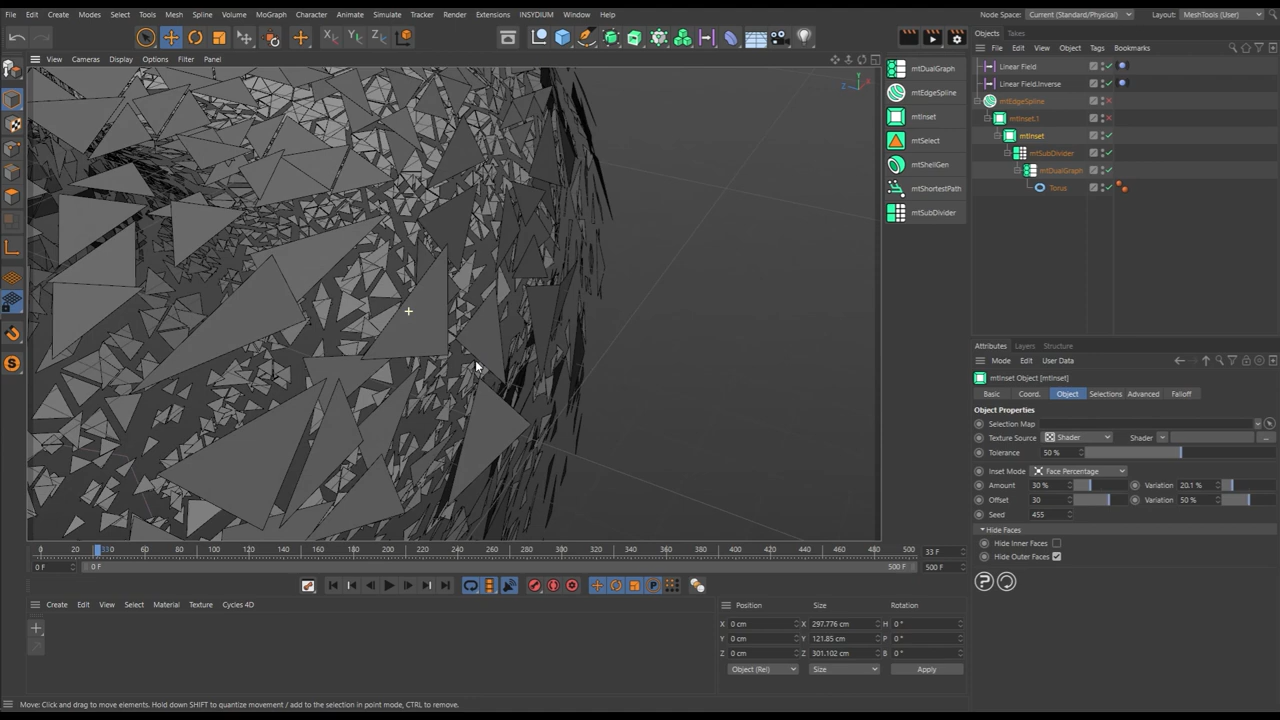 File Edit Create Modes Select Tools Mesh Spline Volume MoGraph Character Animate Simulate Tracker Render Extensions INSYDIUM Window Help
Node Space: Current (Standard/Physical) Layout: MeshTools (User)
Objects Takes
File Edit View Object Tags Bookmarks
View Cameras Display Options Filter Panel
Linear Field
Linear Field.Inverse
mtEdgeSpline
mtInset.1
mtInset
mtSubDivider
mtDualGraph
Torus
mtDualGraph
mtEdgeSpline
mtInset
mtSelect
mtShellGen
mtShortestPath
mtSubDivider
Y
Z
X
Attributes Layers Structure
Mode Edit User Data
mtInset Object [mtInset]
Basic Coord. Object Selections Advanced Falloff
Object Properties
Selection Map
Texture Source Shader Shader
Tolerance 50 %
Inset Mode Face Percentage
Amount 30 % Variation 20.1 %
Offset 30 Variation 50 %
Seed 455
Hide Faces
Hide Inner Faces
Hide Outer Faces
0 20 33 0 60 80 100 120 140 160 180 200 220 240 260 280 300 320 340 360 380 400 420 440 460 480 500 33 F
0 F 0 F 500 F 500 F
Create Edit View Select Material Texture Cycles 4D
Position Size Rotation
X 0 cm X 297.776 cm H 0 °
Y 0 cm Y 121.85 cm P 0 °
Z 0 cm Z 301.102 cm B 0 °
Object (Rel) Size Apply
Move: Click and drag to move elements. Hold down SHIFT to quantize movement / add to the selection in point mode, CTRL to remove.